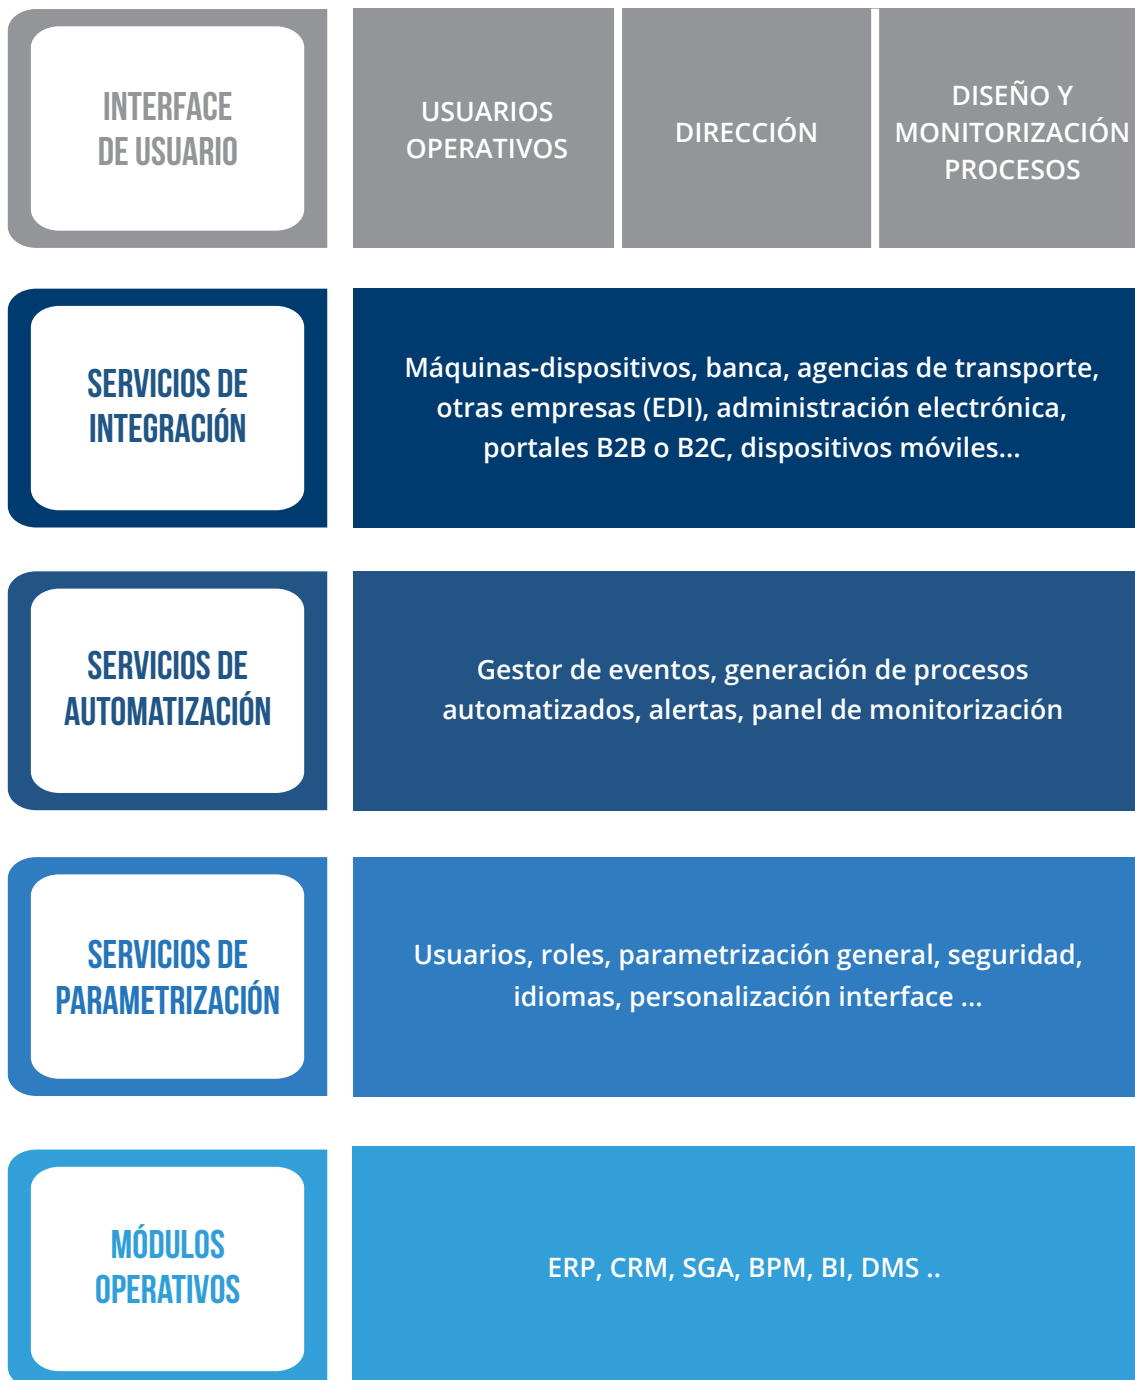 INTERFACE
DE USUARIO
USUARIOS
OPERATIVOS
DIRECCIÓN
DISEÑO Y
MONITORIZACIÓN
PROCESOS
SERVICIOS DE
INTEGRACIÓN
Máquinas-dispositivos, banca, agencias de transporte,
otras empresas (EDI), administración electrónica,
portales B2B o B2C, dispositivos móviles...
SERVICIOS DE
AUTOMATIZACIÓN
Gestor de eventos, generación de procesos
automatizados, alertas, panel de monitorización
SERVICIOS DE
PARAMETRIZACIÓN
Usuarios, roles, parametrización general, seguridad,
idiomas, personalización interface ...
MÓDULOS
OPERATIVOS
ERP, CRM, SGA, BPM, BI, DMS ..